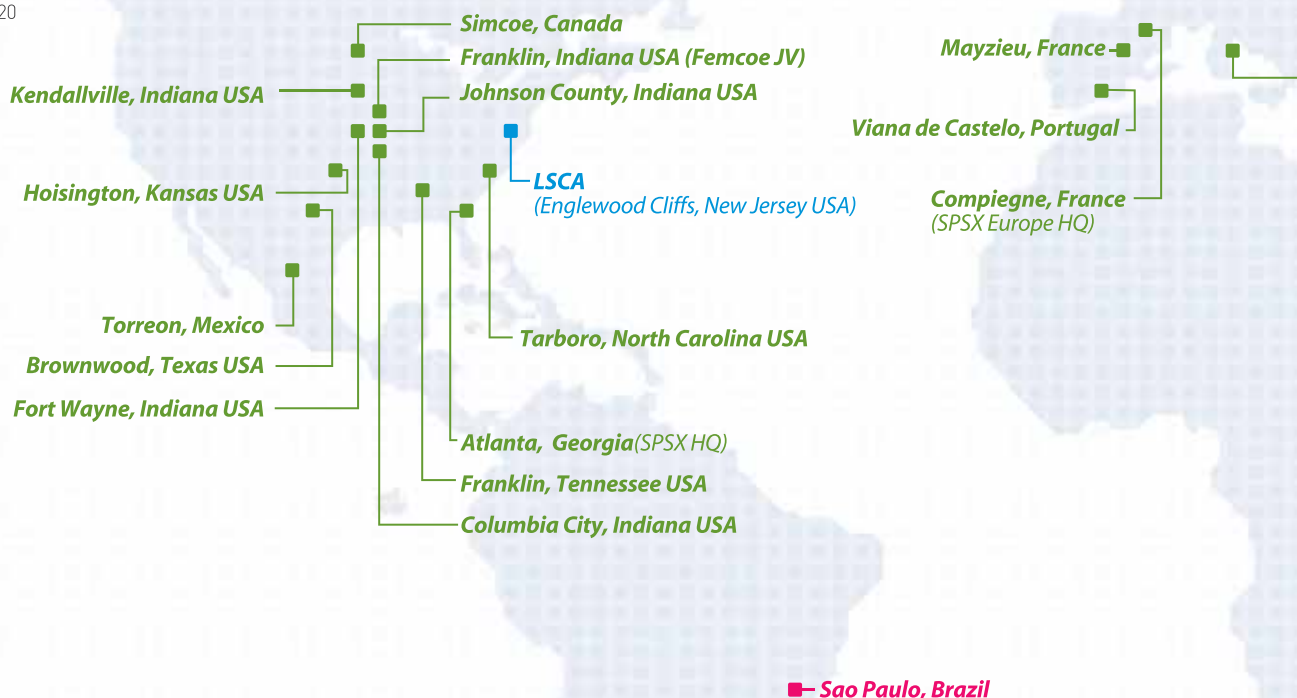 20
Simcoe, Canada
Franklin, Indiana USA (Femcoe JV)
Kendallville, Indiana USA
Johnson County, Indiana USA
Hoisington, Kansas USA
LSCA
(Englewood Cliffs, New Jersey USA)
Torreon, Mexico
Brownwood, Texas USA
Fort Wayne, Indiana USA
Tarboro, North Carolina USA
Atlanta, Georgia(SPSX HQ)
Franklin, Tennessee USA
Columbia City, Indiana USA
Mayzieu, France
Viana de Castelo, Portugal
Compiegne, France
(SPSX Europe HQ)
Sao Paulo, Brazil